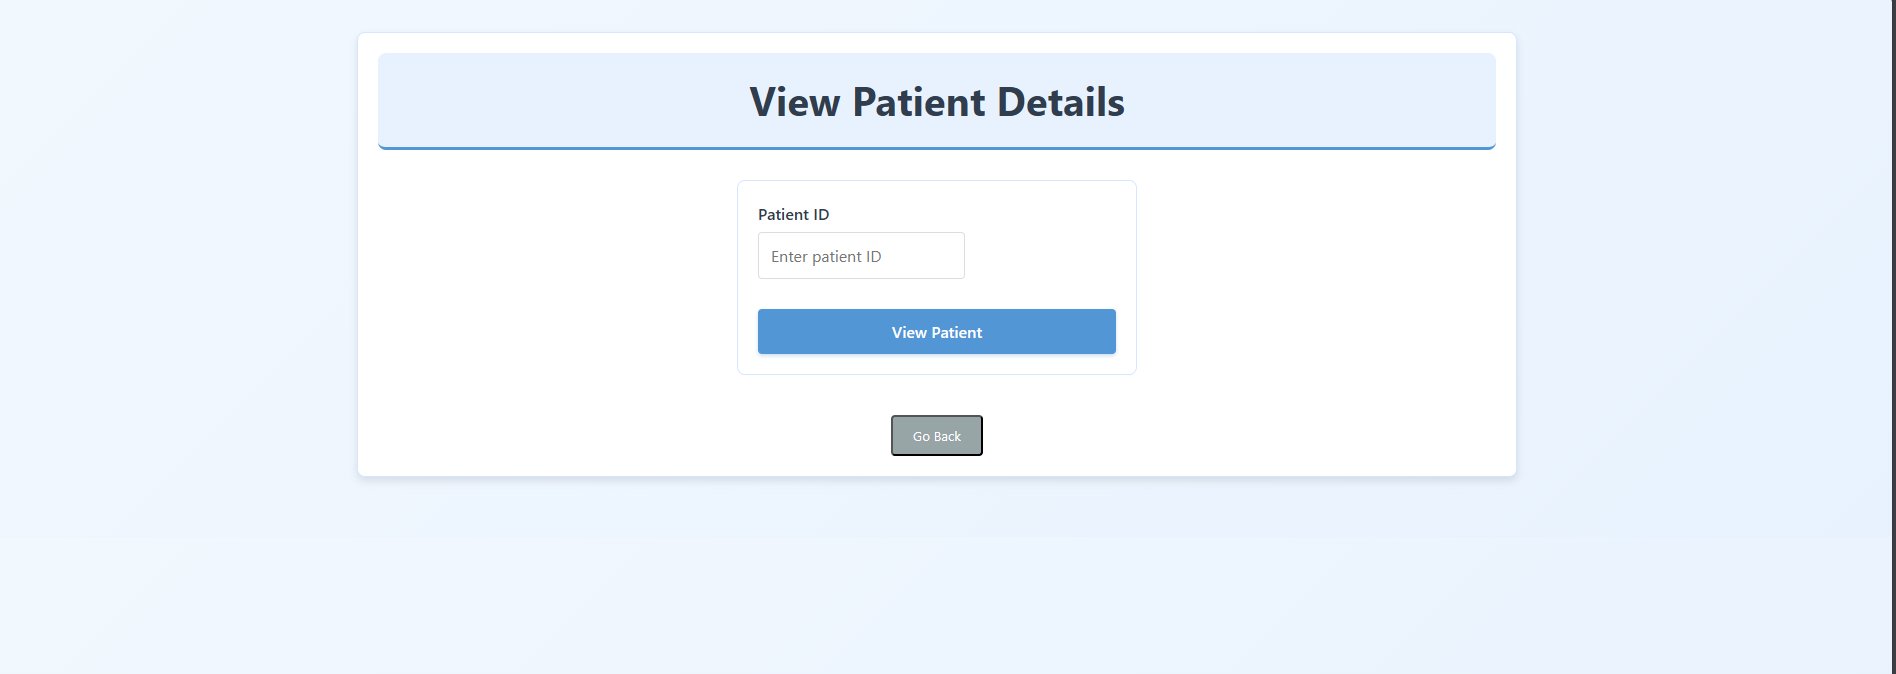 View Patient Details
Patient ID
Enter patient ID
View Patient
Go Back